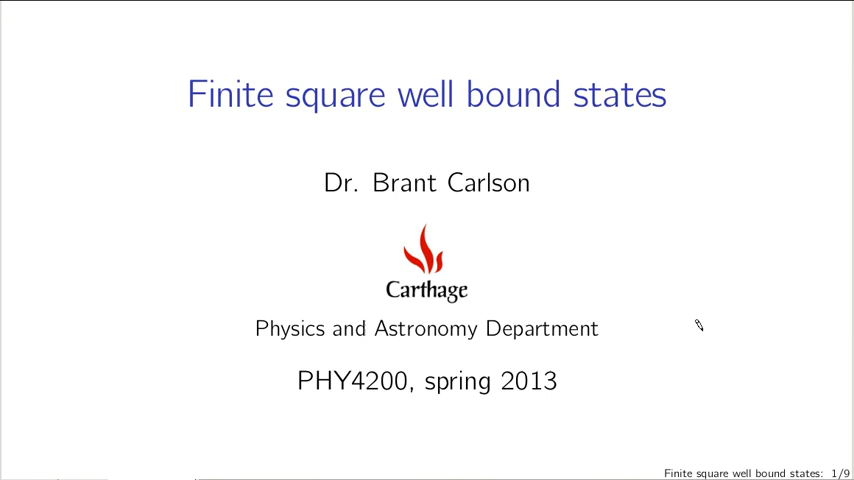 Finite square well bound states
Dr. Brant Carlson
Carthage
Physics and Astronomy Department
PHY4200, spring 2013
Finite square well bound states: 1/9